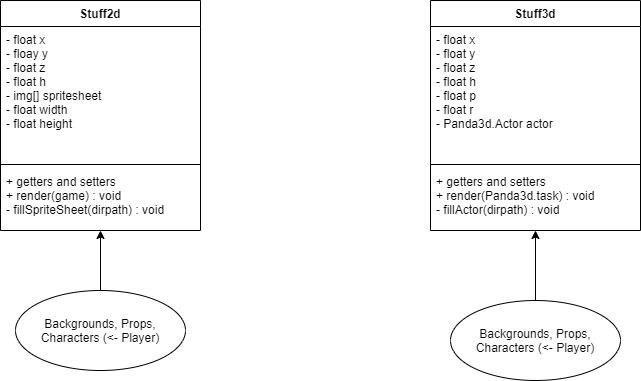 Stuff2d
- float x
- floay y
- float z
- float h
- img[] spritesheet
- float width
- float height
+ getters and setters
+ render(game) : void
- fillSpriteSheet(dirpath) : void
Backgrounds, Props,
Characters (<- Player)
Stuff3d
- float x
- float y
- float z
- float h
- float p
- float r
- Panda3d.Actor actor
+ getters and setters
+ render(Panda3d.task) : void
- fillActor(dirpath) : void
Backgrounds, Props,
Characters (<- Player)